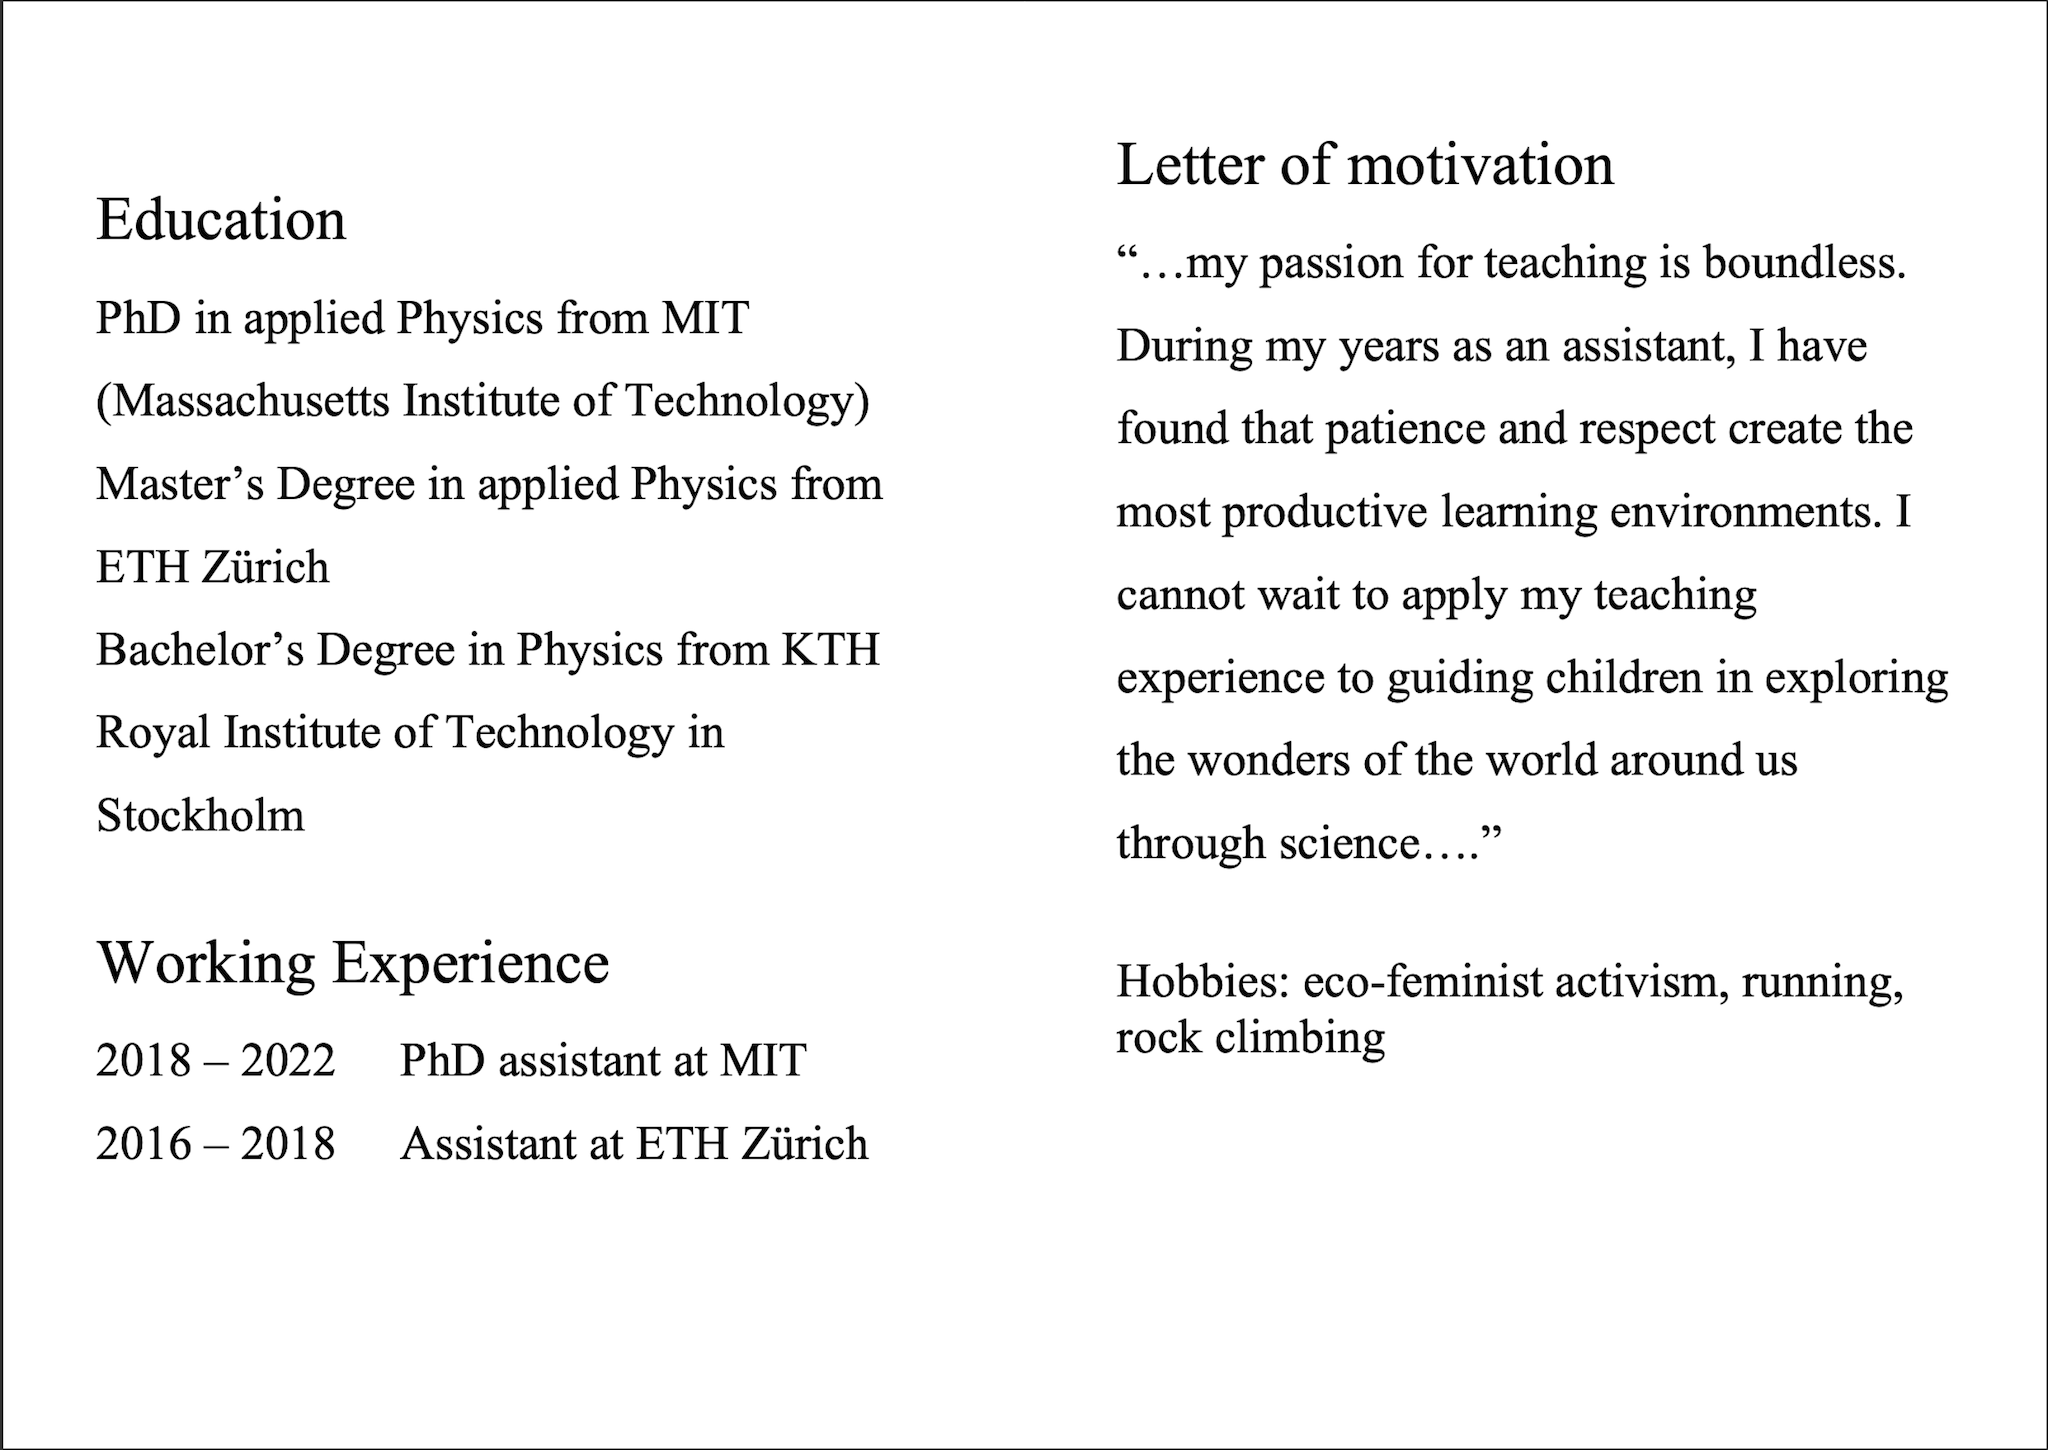 Education
PhD in applied Physics from MIT
(Massachusetts Institute of Technology)
Master’s Degree in applied Physics from
ETH Zürich
Bachelor’s Degree in Physics from KTH
Royal Institute of Technology in
Stockholm
Working Experience
2018 – 2022 PhD assistant at MIT
2016 – 2018 Assistant at ETH Zürich
Letter of motivation
“…my passion for teaching is boundless.
During my years as an assistant, I have
found that patience and respect create the
most productive learning environments. I
cannot wait to apply my teaching
experience to guiding children in exploring
the wonders of the world around us
through science….”
Hobbies: eco-feminist activism, running,
rock climbing